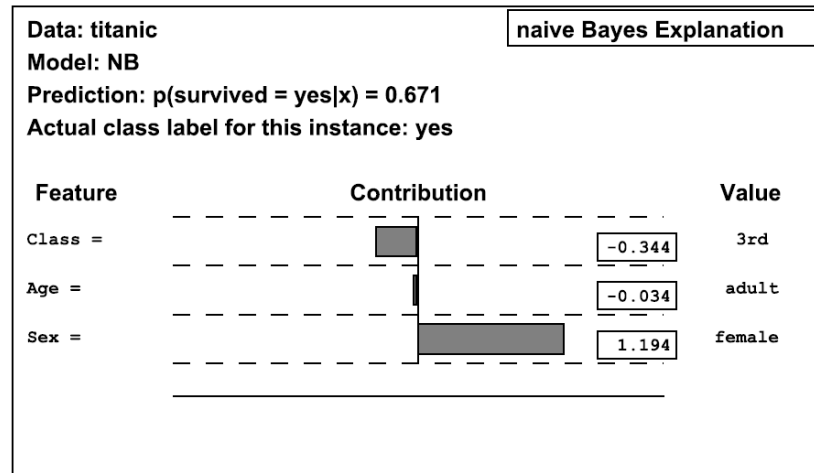 Data: titanic
naive Bayes Explanation
Model: NB
Prediction: p(survived = yes|x) = 0.671
Actual class label for this instance: yes
Feature Contribution Value
Class = -0.344 3rd
Age = -0.034 adult
Sex = 1.194 female